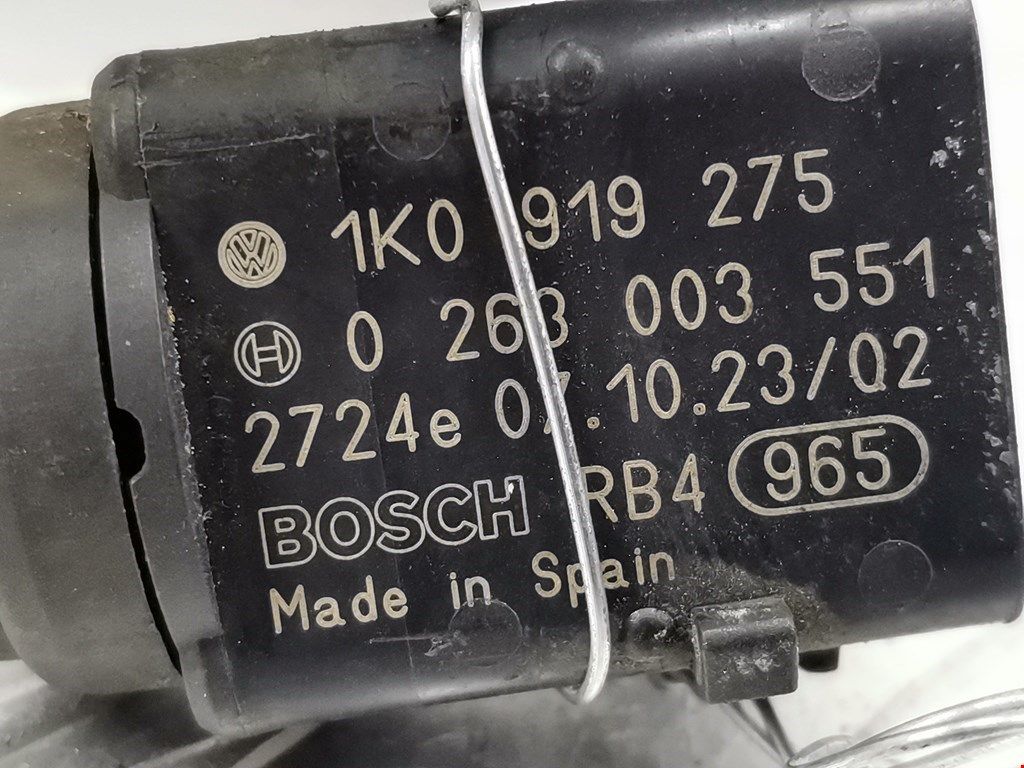 1K0 919 275
0 263 003 551
2724e 07.10.23/02
BOSCH RB4 965
Made in Spain